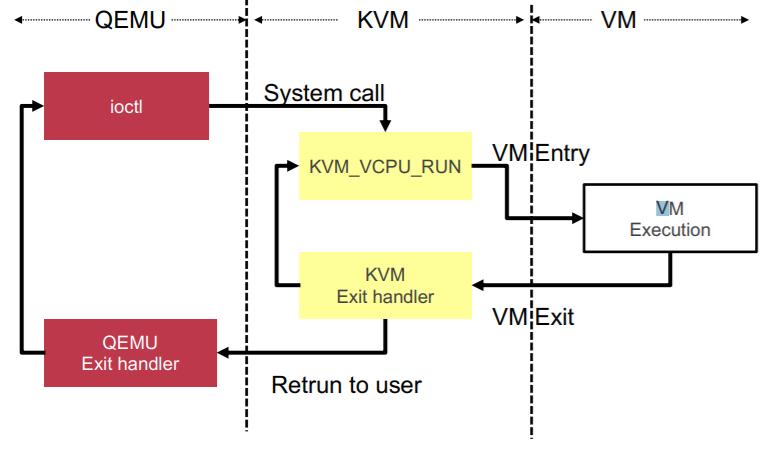 QEMU
KVM
VM
ioctl
System call
KVM_VCPU_RUN
VM Entry
VM
Execution
KVM
Exit handler
VM Exit
QEMU
Exit handler
Retrun to user